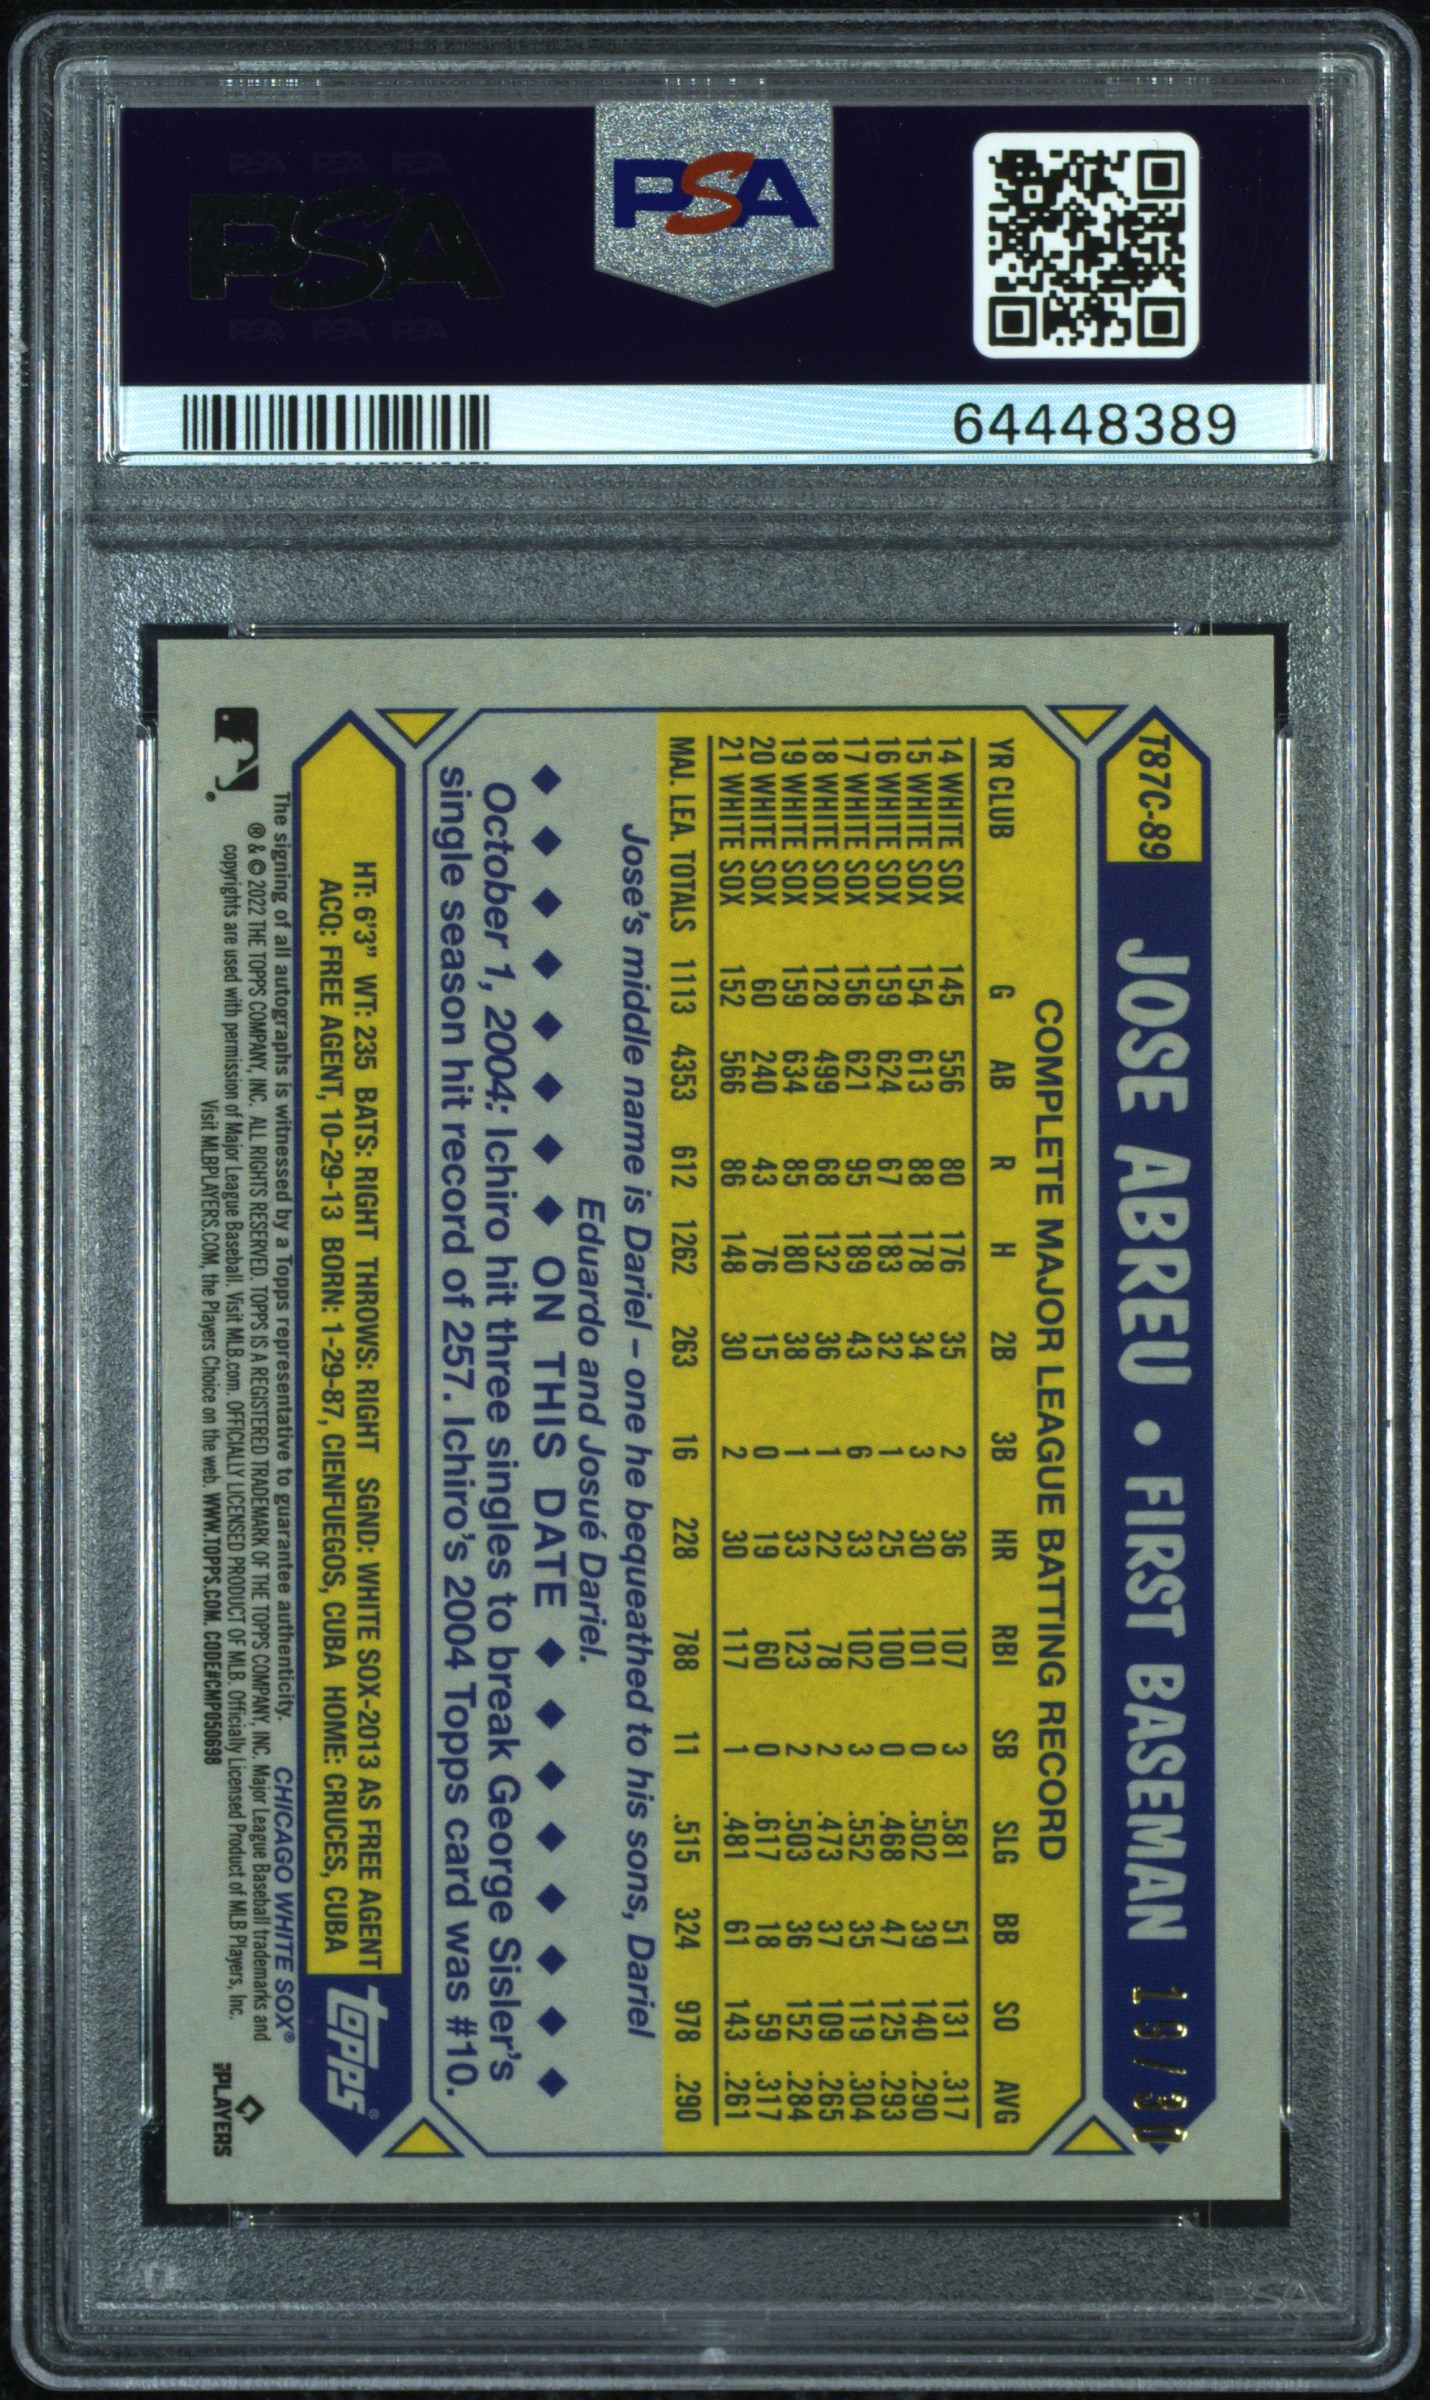 PSA PSA PSA
PSA
PSA PSA PSA
PSA
64448389
T87C-89 JOSE ABREU • FIRST BASEMAN 19/30
COMPLETE MAJOR LEAGUE BATTING RECORD
YR CLUB G AB R H 2B 3B HR RBI SB SLG BB SO AVG
14 WHITE SOX 145 556 80 176 35 2 36 107 3 .581 51 131 .317
15 WHITE SOX 154 613 88 178 34 3 30 101 0 .502 39 140 .290
16 WHITE SOX 159 624 67 183 32 1 25 100 0 .468 47 125 .293
17 WHITE SOX 156 621 95 189 43 6 33 102 3 .552 35 119 .304
18 WHITE SOX 128 499 68 132 36 1 22 78 2 .473 37 109 .265
19 WHITE SOX 159 634 85 180 38 1 33 123 2 .503 36 152 .284
20 WHITE SOX 60 240 43 76 15 0 19 60 0 .617 18 59 .317
21 WHITE SOX 152 566 86 148 30 2 30 117 1 .481 61 143 .261
MAJ. LEA. TOTALS 1113 4353 612 1262 263 16 228 788 11 .515 324 978 .290
Jose's middle name is Dariel – one he bequeathed to his sons, Dariel
Eduardo and Josué Dariel.
◆ ◆ ◆ ◆ ◆ ◆ ◆ ◆ ON THIS DATE ◆ ◆ ◆ ◆ ◆ ◆ ◆ ◆
October 1, 2004: Ichiro hit three singles to break George Sisler's
single season hit record of 257. Ichiro's 2004 Topps card was #10.
HT: 6'3" WT: 235 BATS: RIGHT THROWS: RIGHT SGND: WHITE SOX-2013 AS FREE AGENT
ACQ: FREE AGENT, 10-29-13 BORN: 1-29-87, CIENFUEGOS, CUBA HOME: CRUCES, CUBA
topps®
The signing of all autographs is witnessed by a Topps representative to guarantee authenticity. CHICAGO WHITE SOX®
® & © 2022 THE TOPPS COMPANY, INC. ALL RIGHTS RESERVED. TOPPS IS A REGISTERED TRADEMARK OF THE TOPPS COMPANY, INC. Major League Baseball trademarks and
copyrights are used with permission of Major League Baseball. Visit MLB.com. OFFICIALLY LICENSED PRODUCT OF MLB. Officially Licensed Product of MLB Players, Inc.
Visit MLBPLAYERS.COM, the Players Choice on the web. WWW.TOPPS.COM. CODE#CMP050698
PLAYERS
PSA